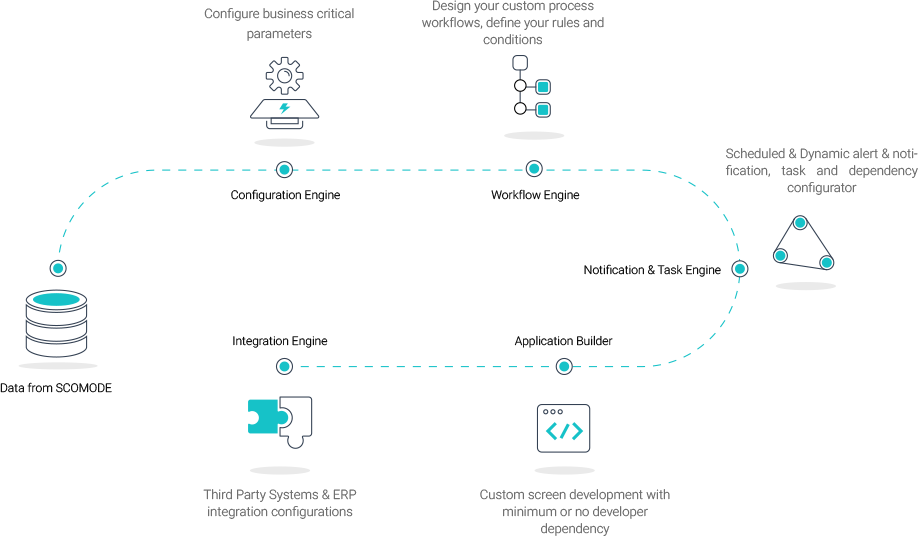 Configure business critical
parameters
Design your custom process
workflows, define your rules and
conditions
Scheduled & Dynamic alert & noti-
fication, task and dependency
configurator
Configuration Engine
Workflow Engine
Notification & Task Engine
Data from SCOMODE
Integration Engine
Application Builder
Third Party Systems & ERP
integration configurations
Custom screen development with
minimum or no developer
dependency